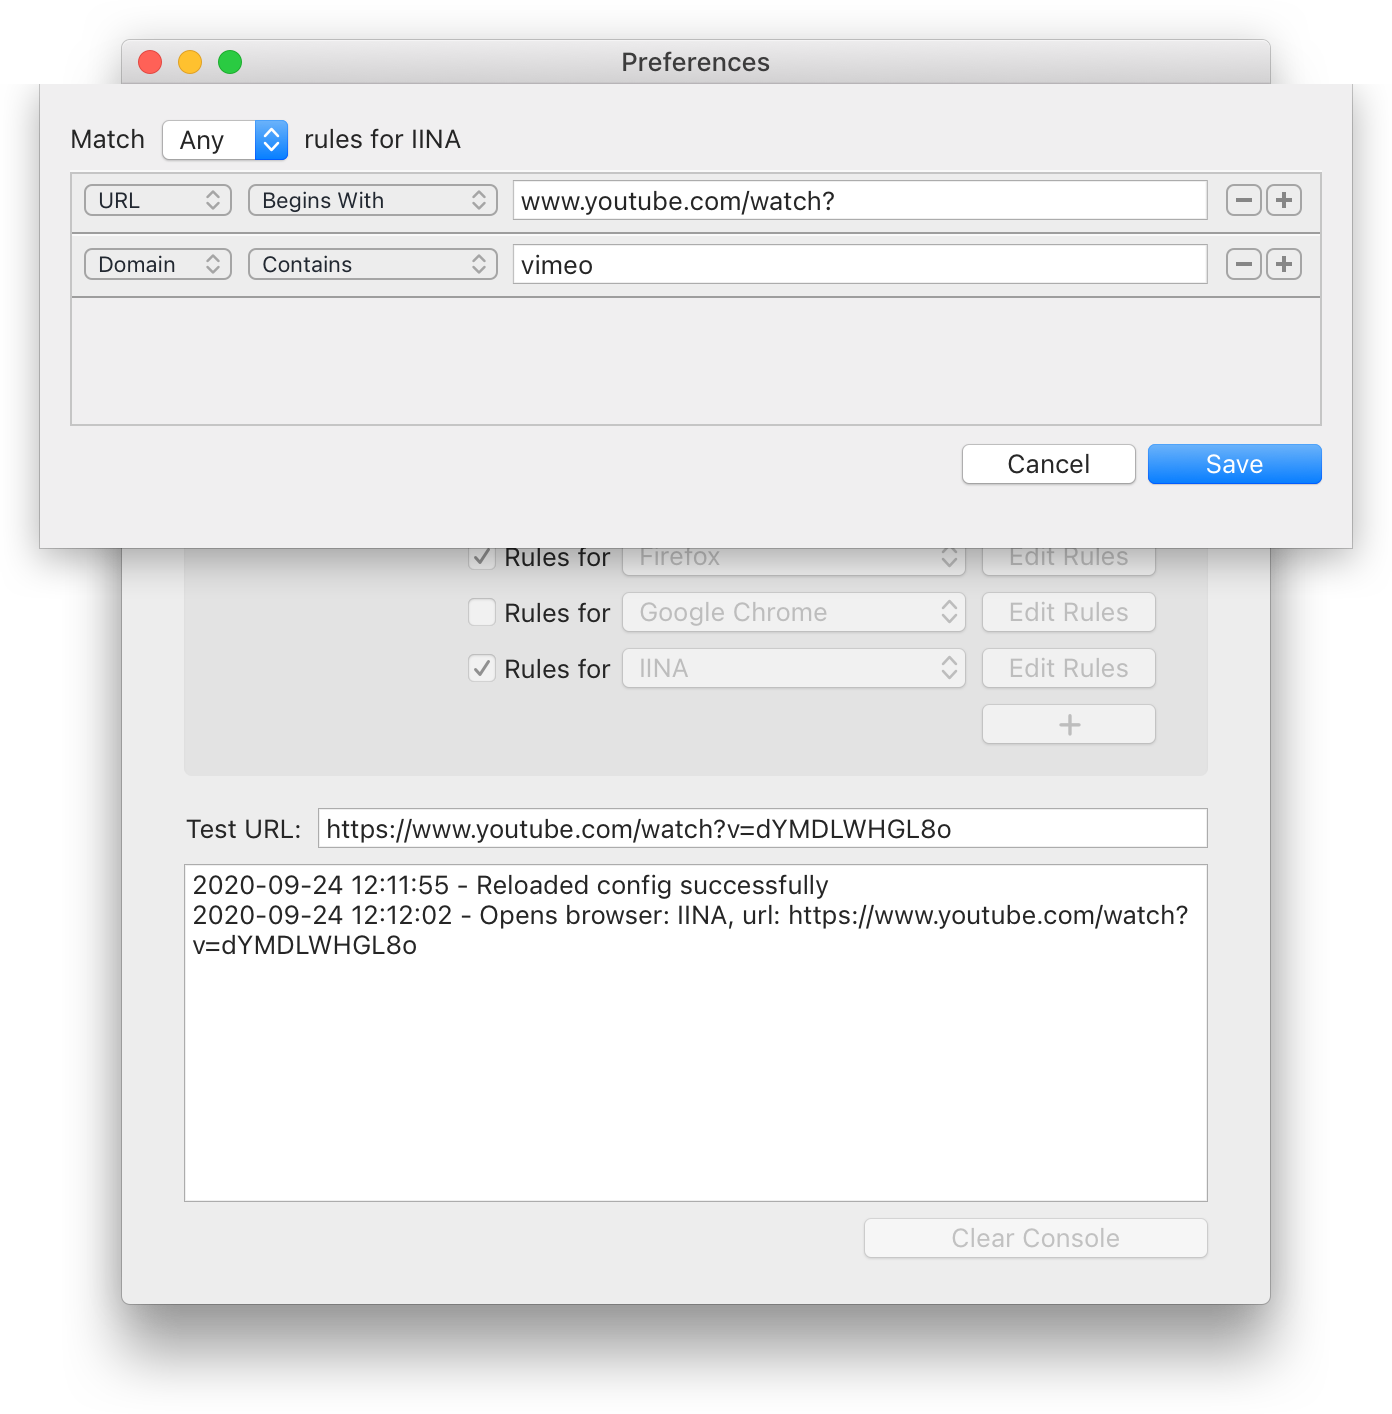 Preferences
Match Any rules for IINA
URL Begins With www.youtube.com/watch?
Domain Contains vimeo
Cancel Save
Rules for Firefox Edit Rules
Rules for Google Chrome Edit Rules
Rules for IINA Edit Rules
Test URL: https://www.youtube.com/watch?v=dYMDLWHGL8o
2020-09-24 12:11:55 - Reloaded config successfully
2020-09-24 12:12:02 - Opens browser: IINA, url: https://www.youtube.com/watch?
v=dYMDLWHGL8o
Clear Console